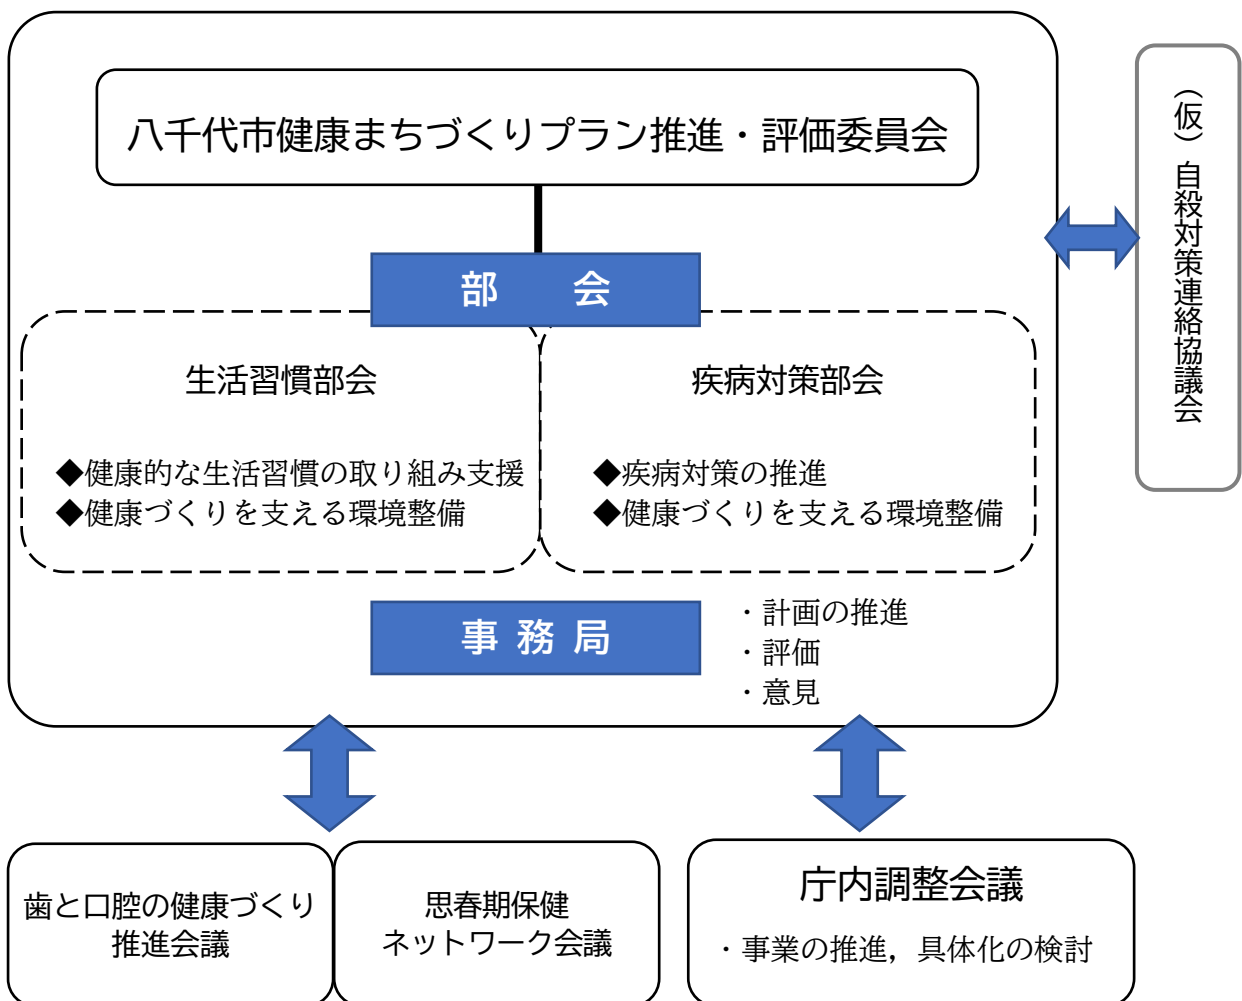 八千代市健康まちづくりプラン推進・評価委員会
部　会
生活習慣部会
◆健康的な生活習慣の取り組み支援
◆健康づくりを支える環境整備
疾病対策部会
◆疾病対策の推進
◆健康づくりを支える環境整備
事務局
・計画の推進
・評価
・意見
（仮）自殺対策連絡協議会
歯と口腔の健康づくり
推進会議
思春期保健
ネットワーク会議
庁内調整会議
・事業の推進，具体化の検討